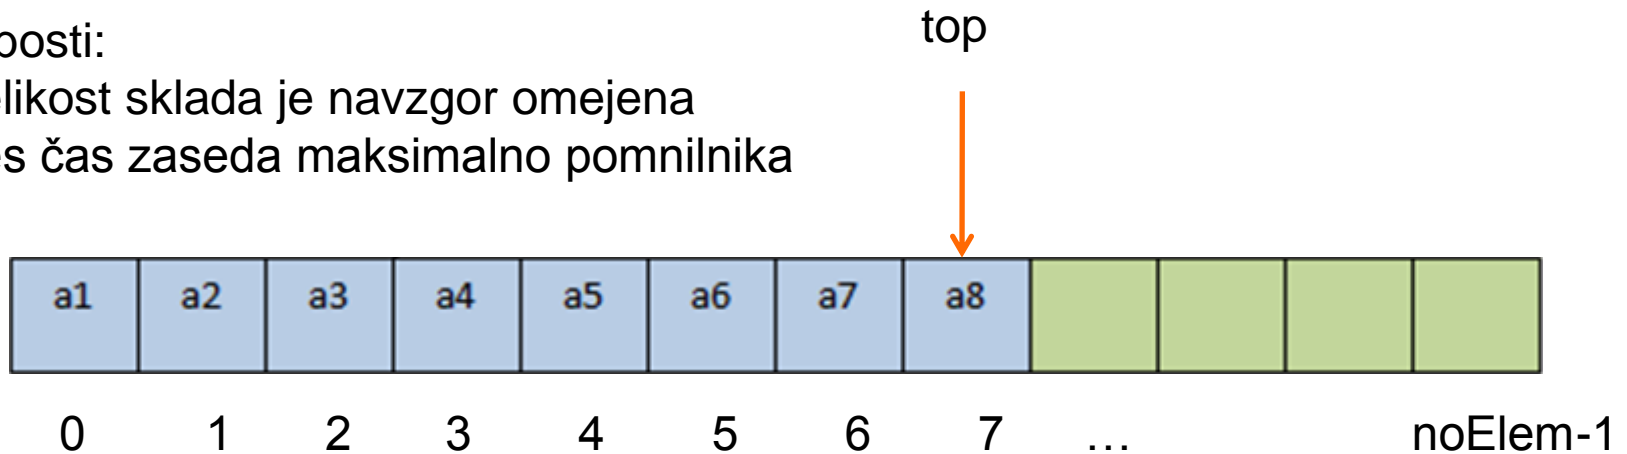 top
osti:
likost sklada je navzgor omejena
s čas zaseda maksimalno pomnilnika
a1 a2 a3 a4 a5 a6 a7 a8
0 1 2 3 4 5 6 7 … noElem-1